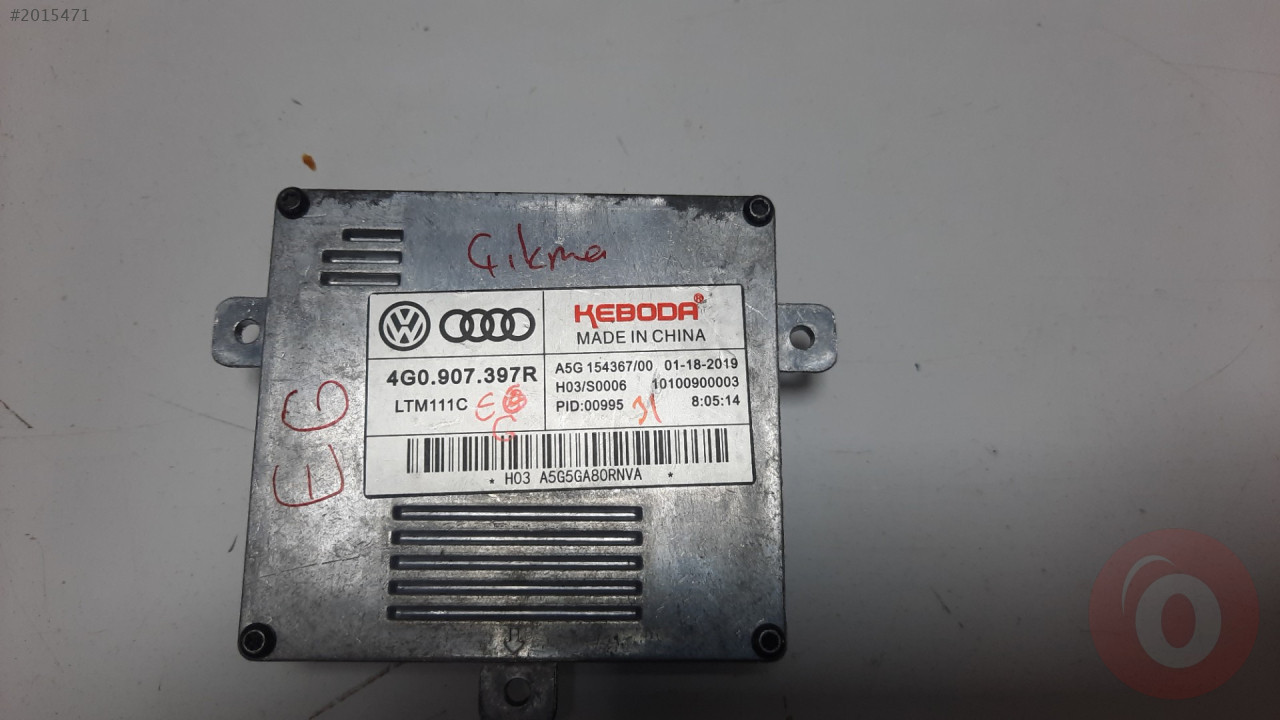 #2015471
Çıkma
KEBODA®
MADE IN CHINA
4G0.907.397R
LTM111C
A5G 154367/00 01-18-2019
H03/S0006 10100900003
PID:00995 8:05:14
* H03 A5G5GA80RNVA *
EG